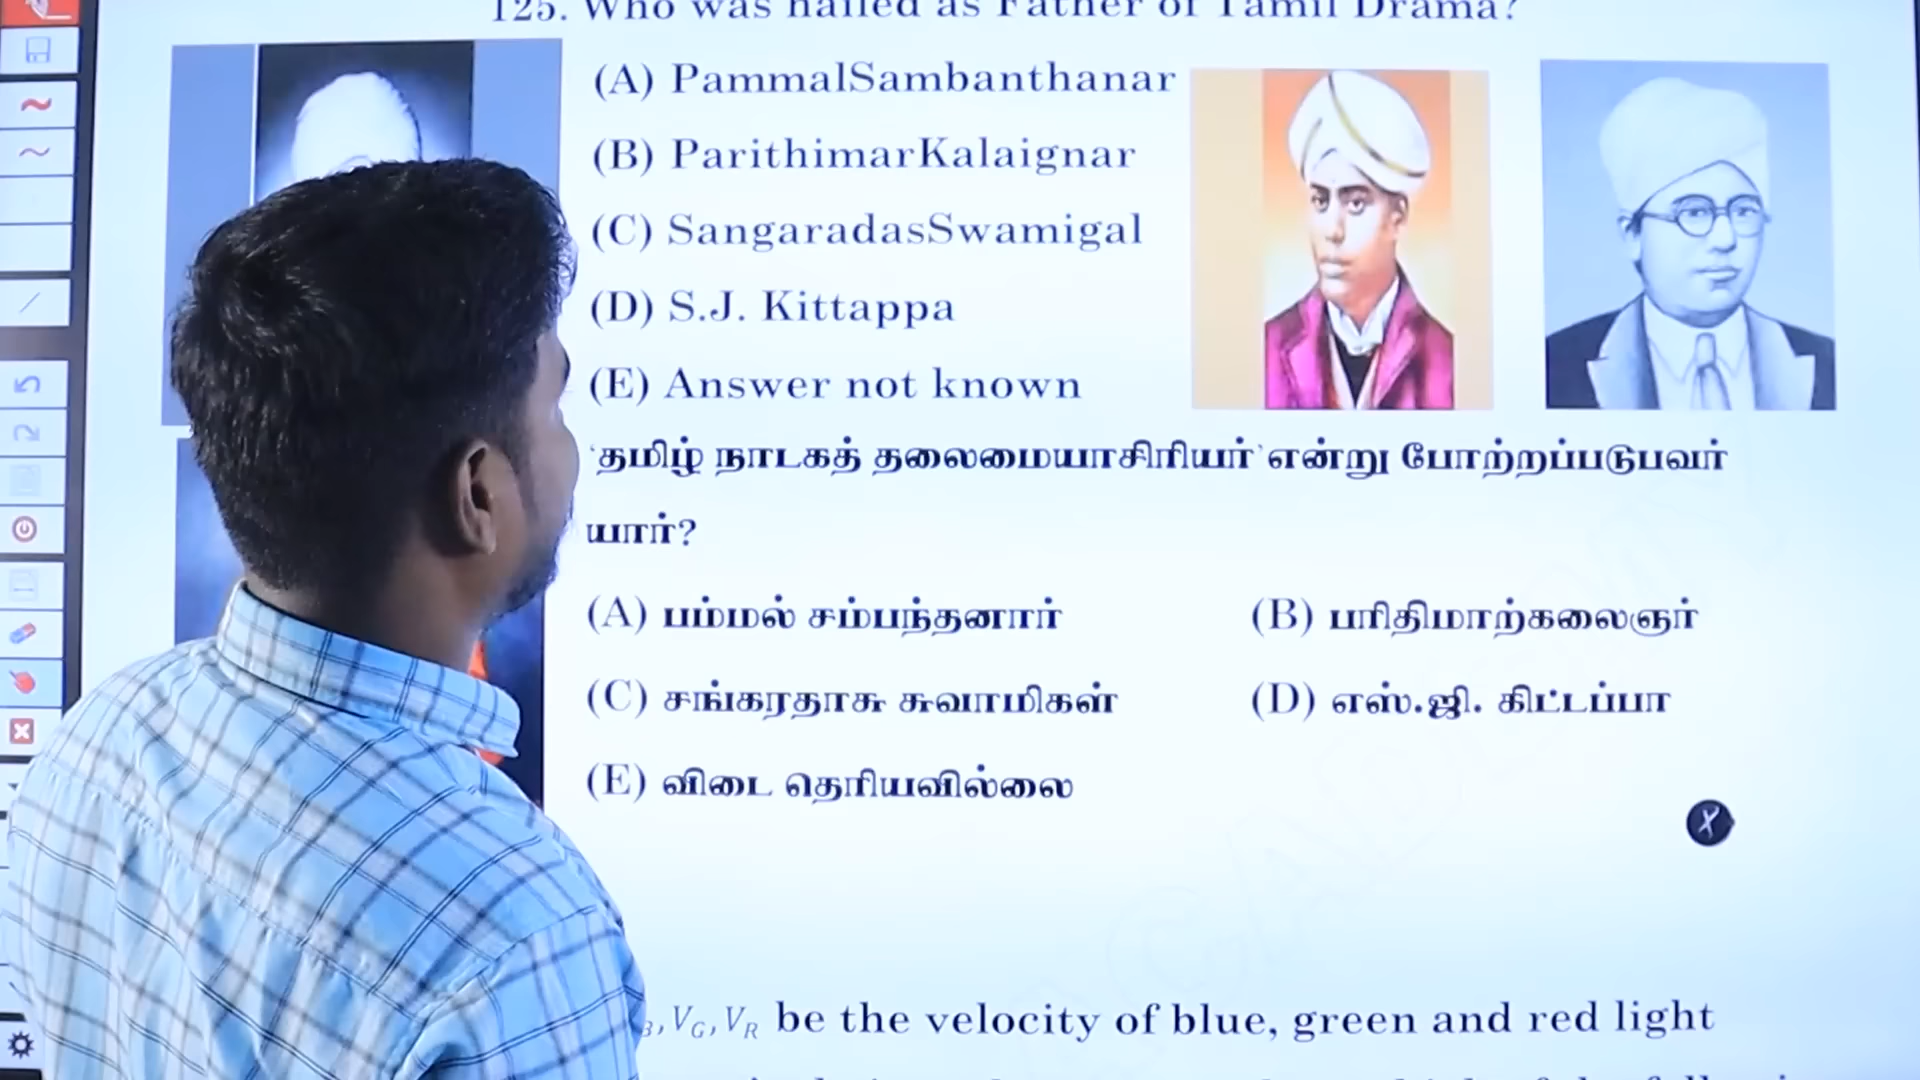 125. Who was hailed as Father of Tamil Drama?
(A) PammalSambanthanar
(B) ParithimarKalaignar
(C) SangaradasSwamigal
(D) S.J. Kittappa
(E) Answer not known
‘தமிழ் நாடகத் தலைமையாசிரியர்’ என்று போற்றப்படுபவர்
யார்?
(A) பம்மல் சம்பந்தனார் (B) பரிதிமாற்கலைஞர்
(C) சங்கரதாசு சுவாமிகள் (D) எஸ்.ஜி. கிட்டப்பா
(E) விடை தெரியவில்லை
, V_G, V_R be the velocity of blue, green and red light